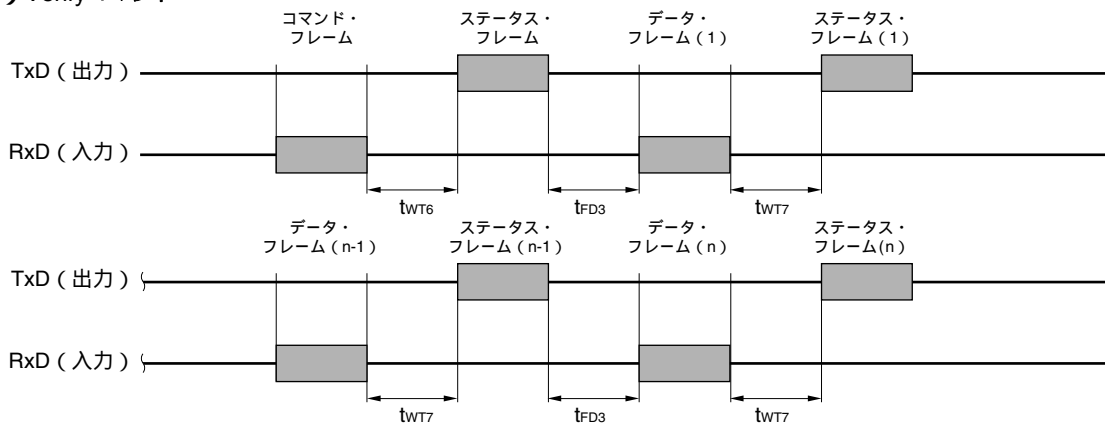 コマンド・ ステータス・ データ・ ステータス・
フレーム フレーム フレーム(1) フレーム(1)
TxD(出力)
RxD(入力)
tWT6 tFD3 tWT7
データ・ ステータス・ データ・ ステータス・
フレーム(n-1) フレーム(n-1) フレーム(n) フレーム(n)
TxD(出力)
RxD(入力)
tWT7 tFD3 tWT7